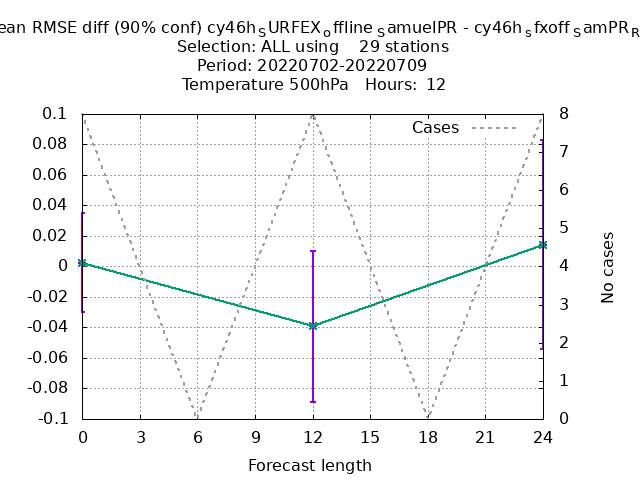 ean RMSE diff (90% conf) cy46hSURFEXoffline SamuelPR - cy46hsfxoffSamPRR
Selection: ALL using 29 stations
Period: 20220702-20220709
Temperature 500hPa Hours: 12
Cases
0.1
0.08
0.06
0.04
0.02
0
-0.02
-0.04
-0.06
-0.08
-0.1
8
7
6
5
4
3
2
1
0
No cases
0 3 6 9 12 15 18 21 24
Forecast length